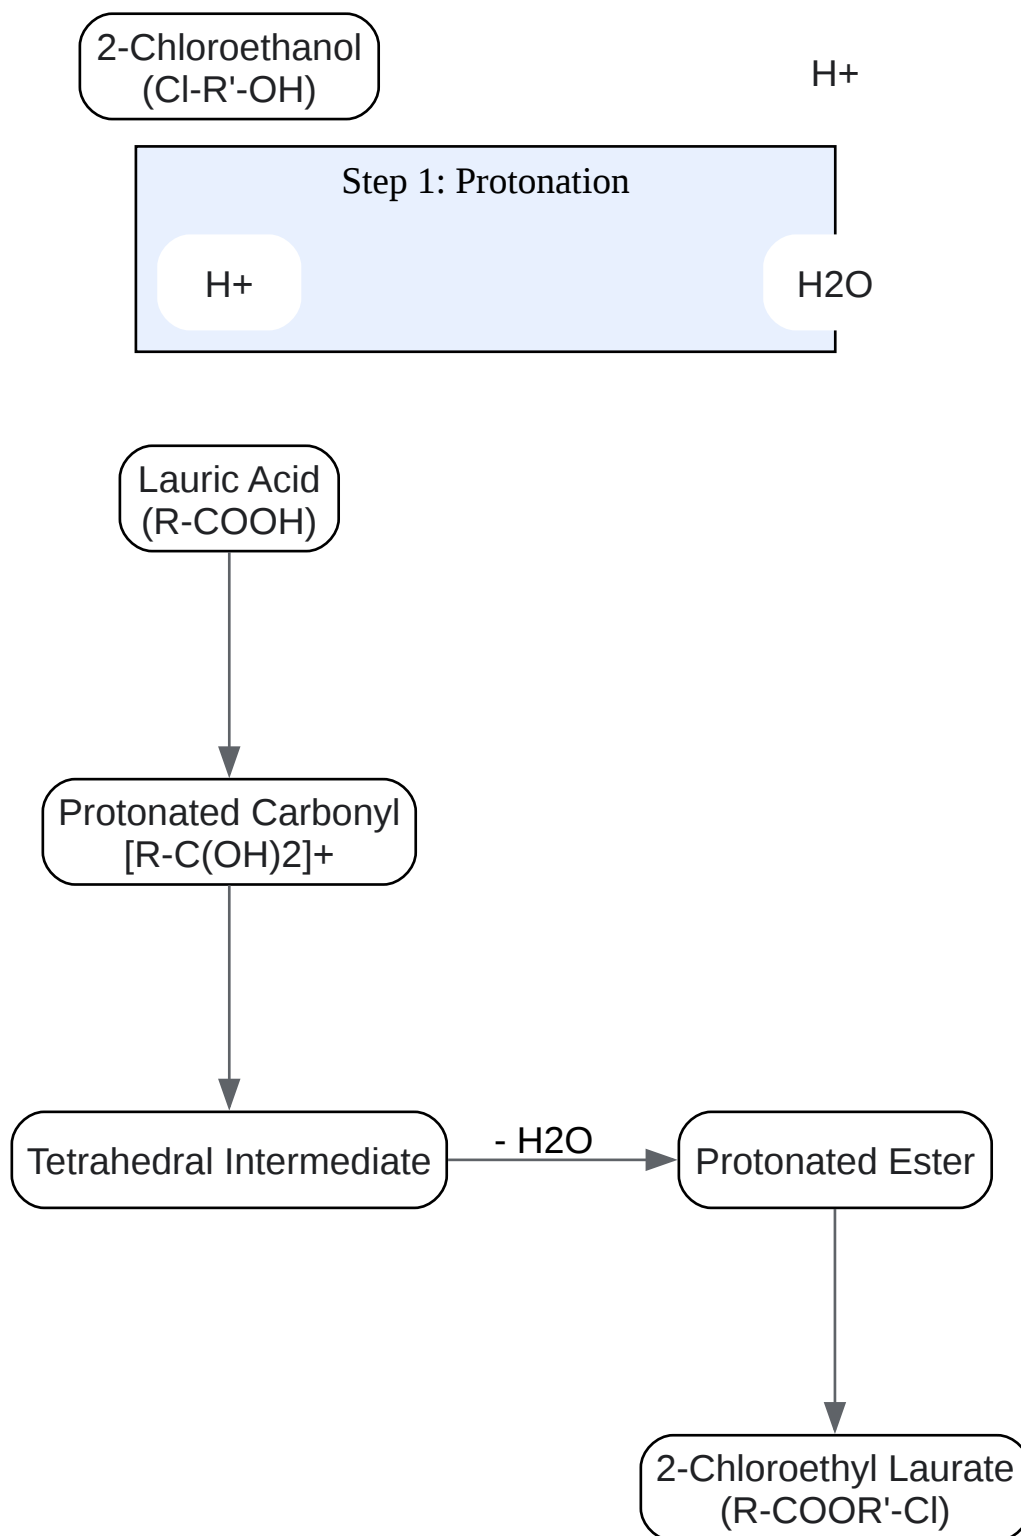 2-Chloroethanol
(Cl-R'-OH)
H+
Step 1: Protonation
H+
H2O
Lauric Acid
(R-COOH)
Protonated Carbonyl
[R-C(OH)2]+
Tetrahedral Intermediate
- H2O
Protonated Ester
2-Chloroethyl Laurate
(R-COOR'-Cl)